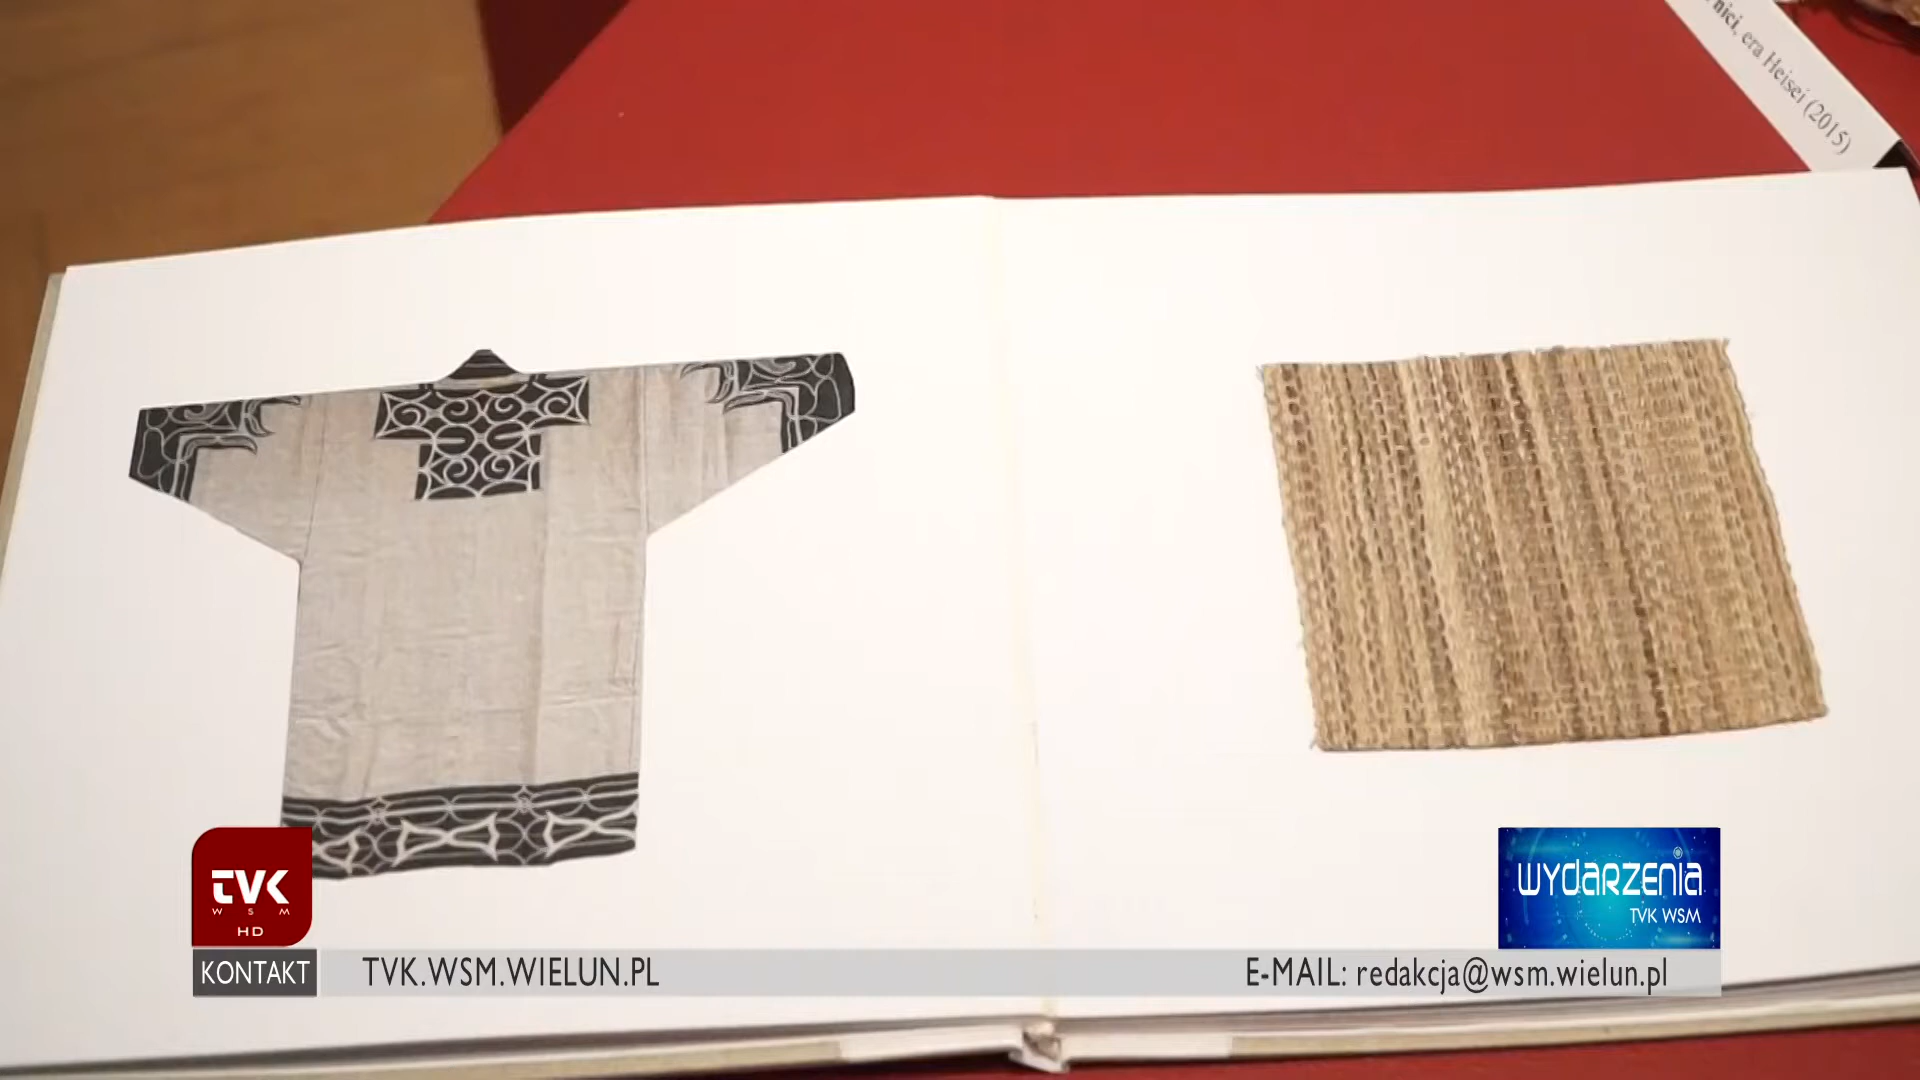 nici, era Heisei (2015)
TVK
WSM
HD
WYDARZENIA
TVK WSM
KONTAKT
TVK.WSM.WIELUN.PL
E-MAIL: redakcja@wsm.wielun.pl